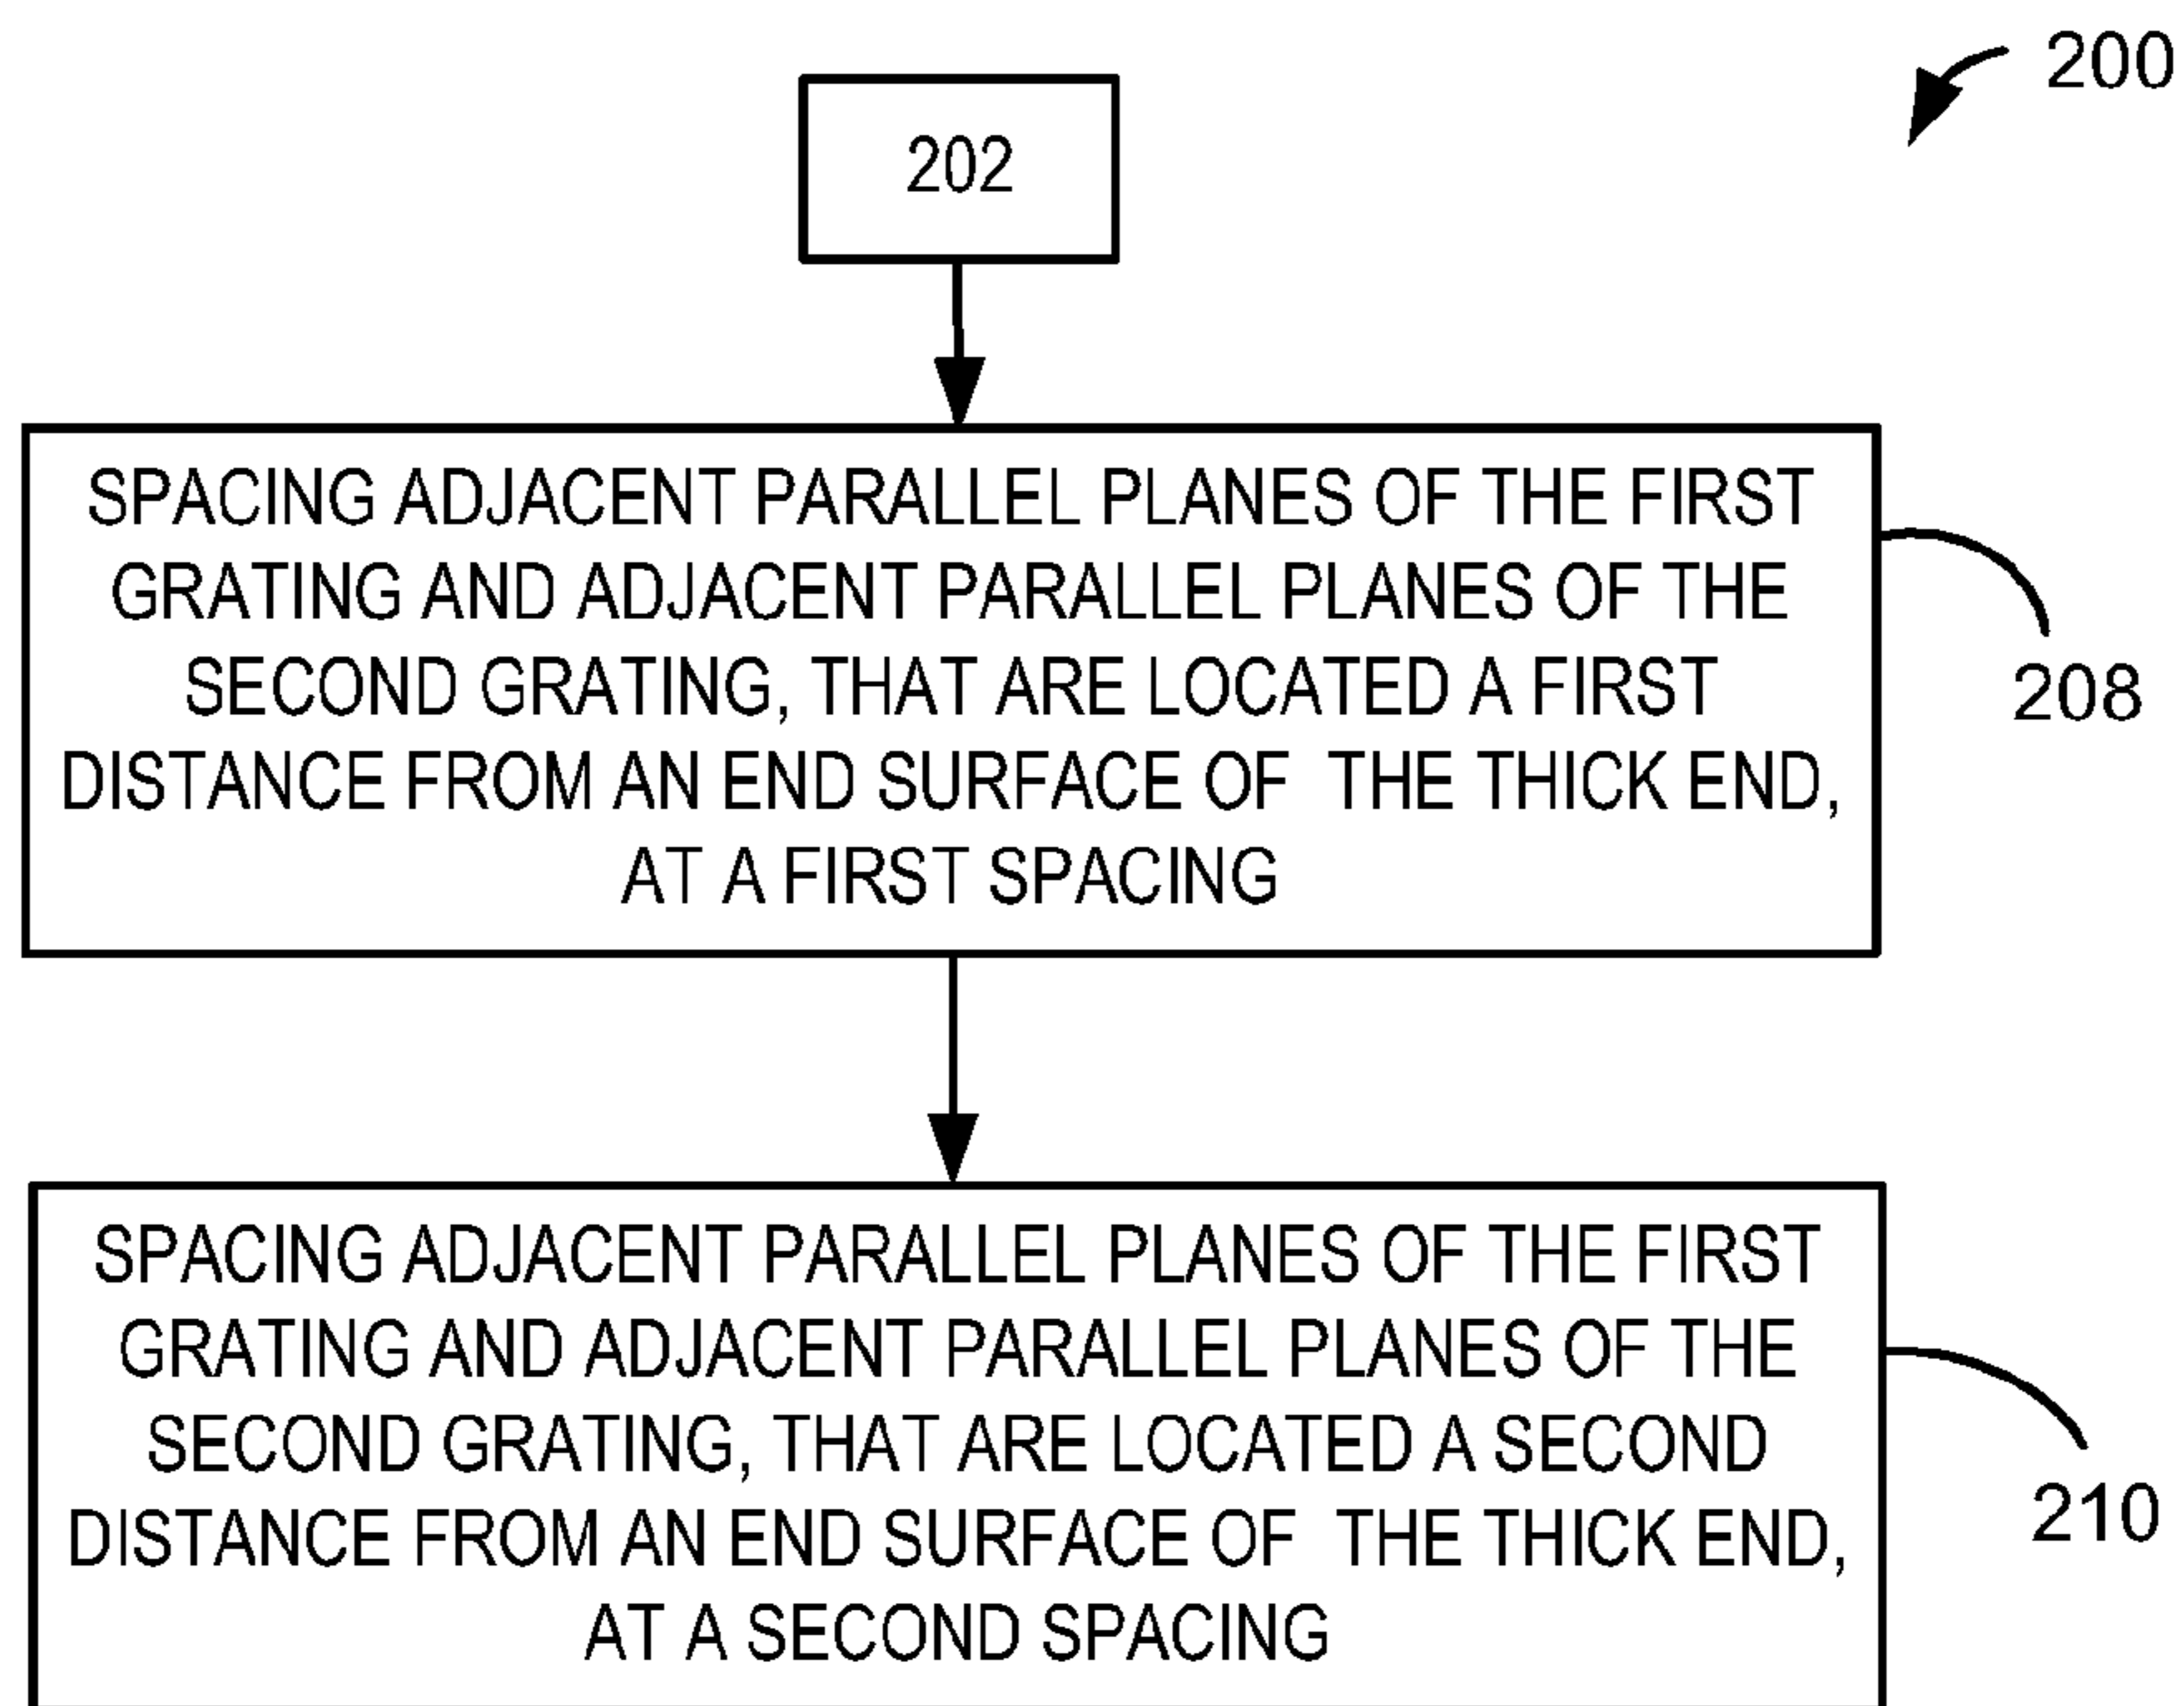 200
202
SPACING ADJACENT PARALLEL PLANES OF THE FIRST
GRATING AND ADJACENT PARALLEL PLANES OF THE
SECOND GRATING, THAT ARE LOCATED A FIRST
DISTANCE FROM AN END SURFACE OF THE THICK END,
AT A FIRST SPACING
208
SPACING ADJACENT PARALLEL PLANES OF THE FIRST
GRATING AND ADJACENT PARALLEL PLANES OF THE
SECOND GRATING, THAT ARE LOCATED A SECOND
DISTANCE FROM AN END SURFACE OF THE THICK END,
AT A SECOND SPACING
210